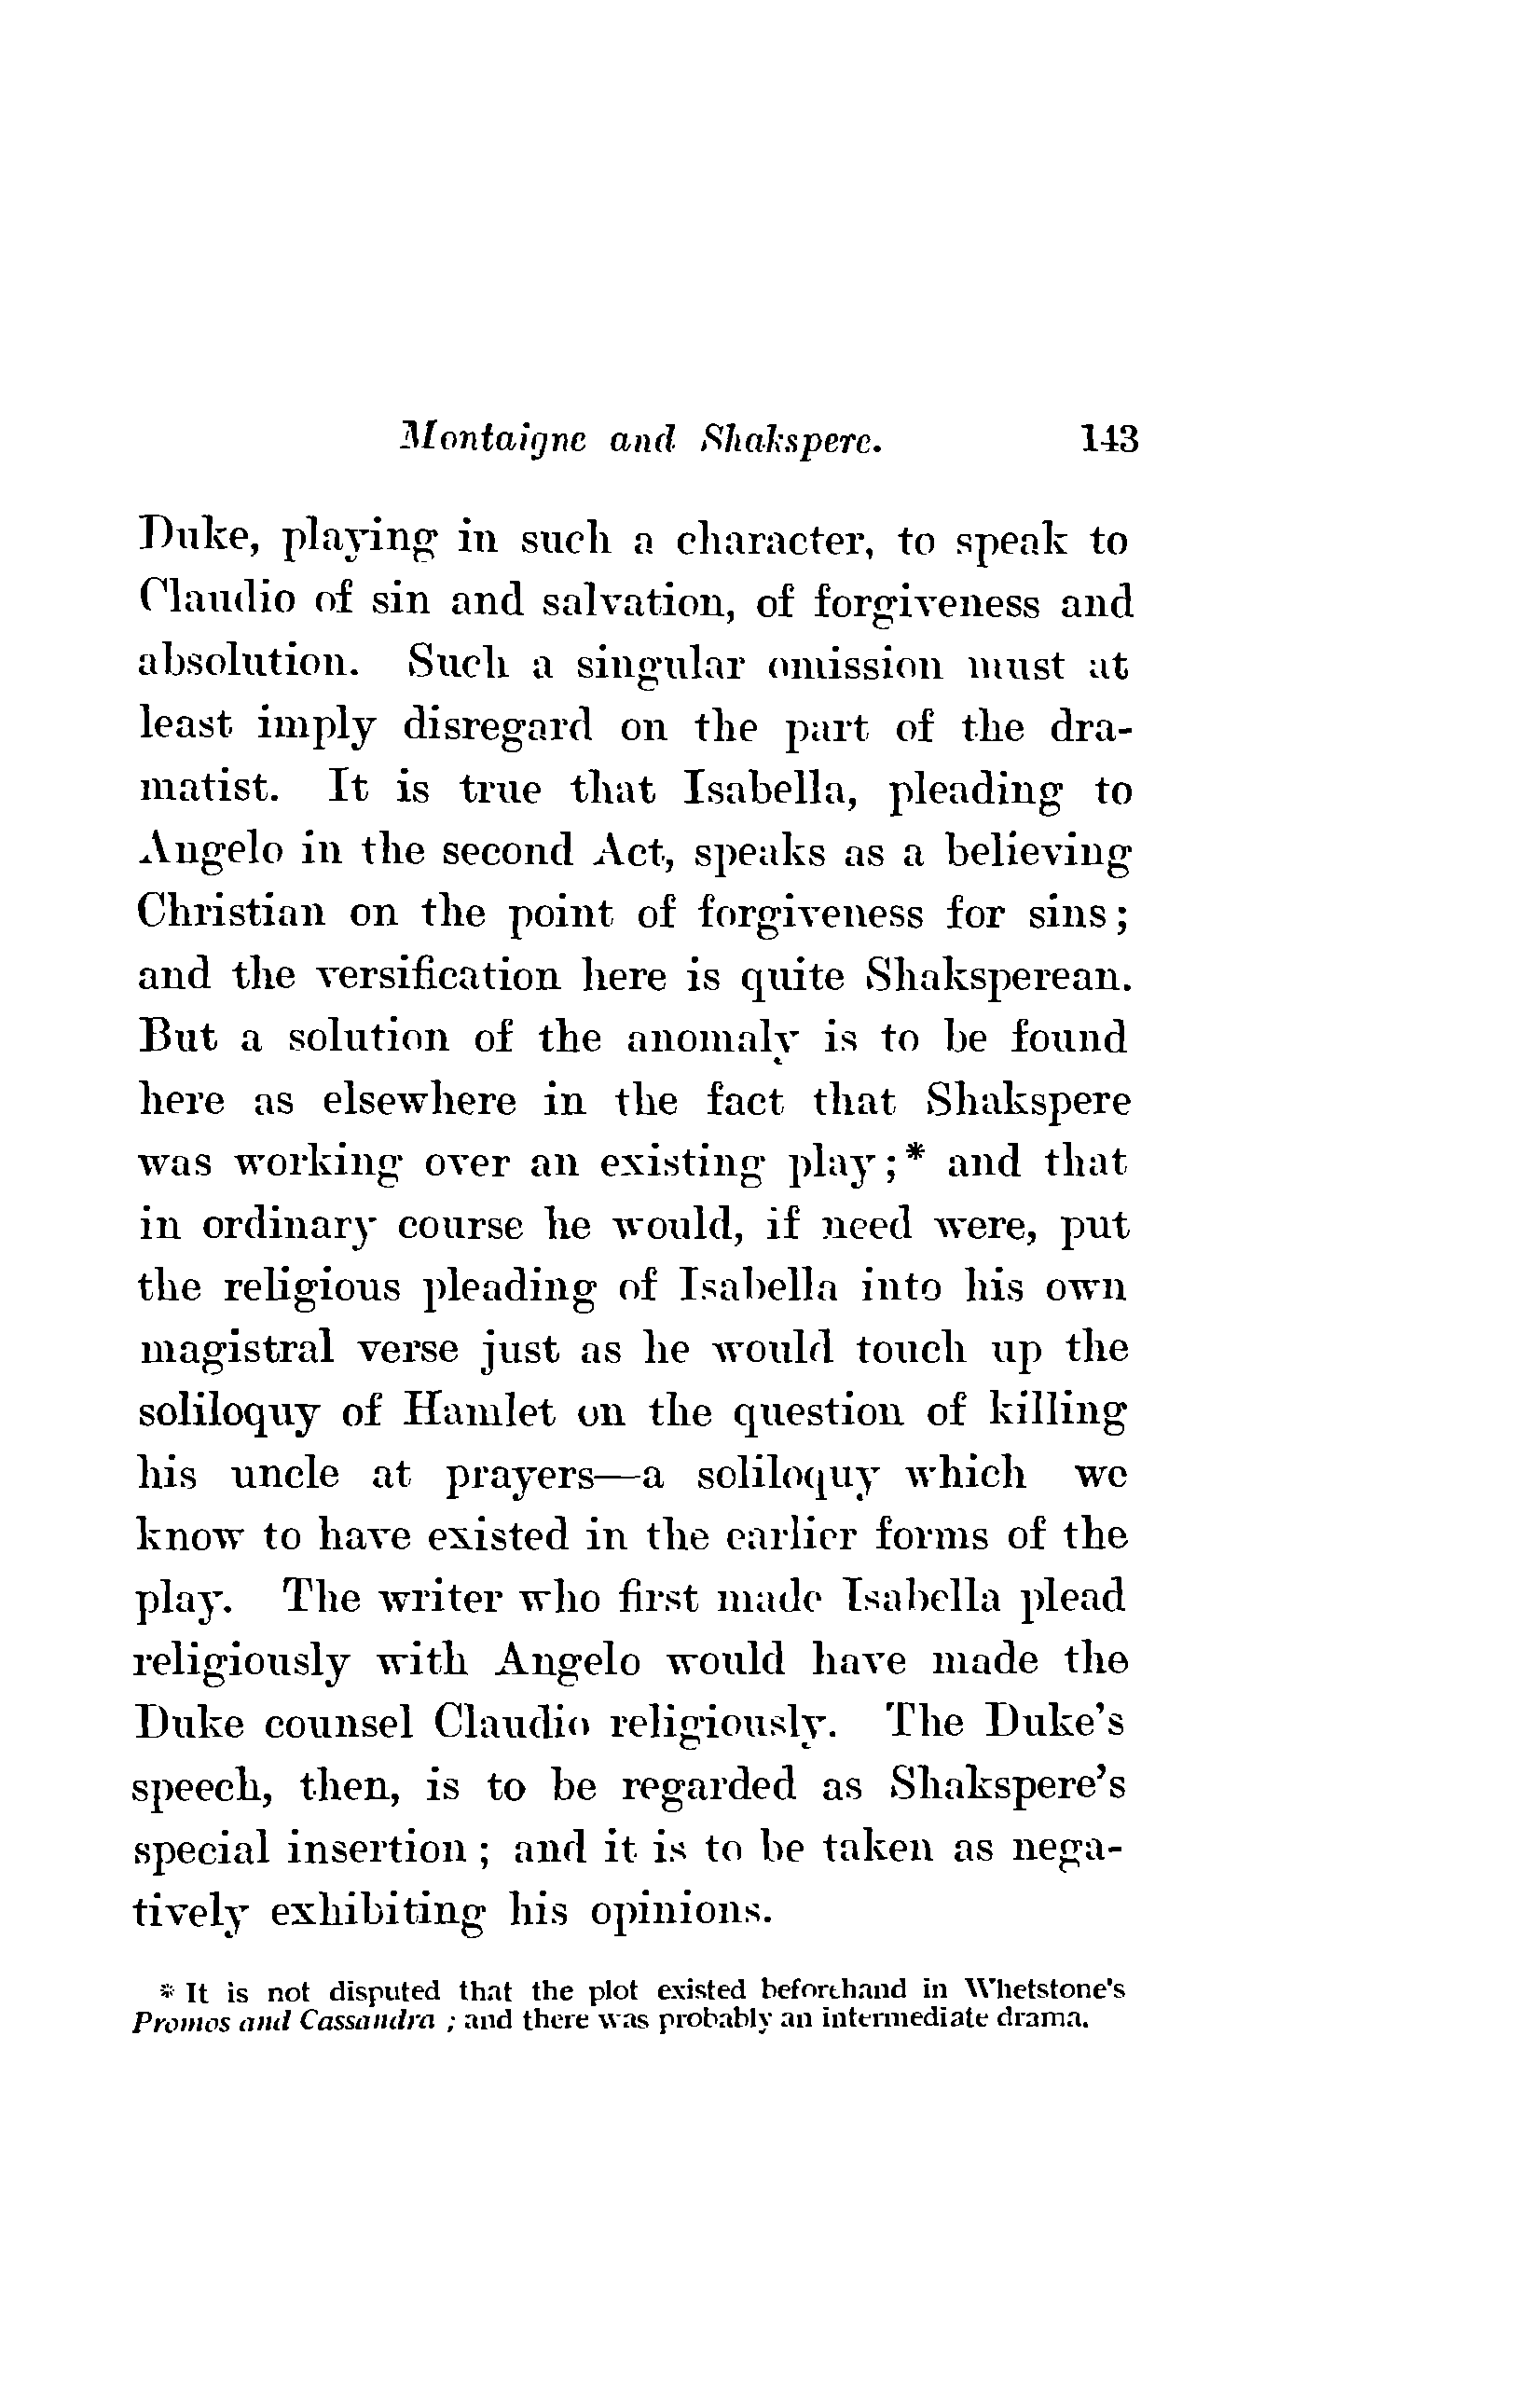 Montaigne and Shakspere. 143
Duke, playing in such a character, to speak to
Claudio of sin and salvation, of forgiveness and
absolution. Such a singular omission must at
least imply disregard on the part of the dra-
matist. It is true that Isabella, pleading to
Angelo in the second Act, speaks as a believing
Christian on the point of forgiveness for sins;
and the versification here is quite Shaksperean.
But a solution of the anomaly is to be found
here as elsewhere in the fact that Shakspere
was working over an existing play;* and that
in ordinary course he would, if need were, put
the religious pleading of Isabella into his own
magistral verse just as he would touch up the
soliloquy of Hamlet on the question of killing
his uncle at prayers—a soliloquy which we
know to have existed in the earlier forms of the
play. The writer who first made Isabella plead
religiously with Angelo would have made the
Duke counsel Claudio religiously. The Duke's
speech, then, is to be regarded as Shakspere's
special insertion; and it is to be taken as nega-
tively exhibiting his opinions.
* It is not disputed that the plot existed beforehand in Whetstone's
Promos and Cassandra; and there was probably an intermediate drama.